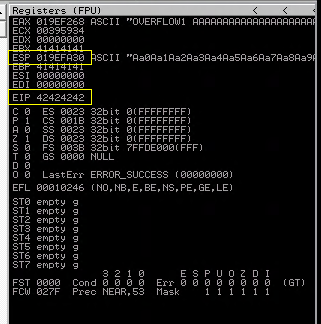 Registers (FPU)
EAX 019EF268 ASCII "OVERFLOW1 AAAAAAAAAAAAAAAAAAAAAA
ECX 00395934
EDX 00000000
EBX 41414141
ESP 019EFA30 ASCII "Aa0Aa1Aa2Aa3Aa4Aa5Aa6Aa7Aa8Aa9A
EBP 41414141
ESI 00000000
EDI 00000000
EIP 42424242
C 0 ES 0023 32bit 0(FFFFFFFF)
P 1 CS 001B 32bit 0(FFFFFFFF)
A 0 SS 0023 32bit 0(FFFFFFFF)
Z 1 DS 0023 32bit 0(FFFFFFFF)
S 0 FS 003B 32bit 7FFDE000(FFF)
T 0 GS 0000 NULL
D 0
O 0 LastErr ERROR_SUCCESS (00000000)
EFL 00010246 (NO,NB,E,BE,NS,PE,GE,LE)
ST0 empty g
ST1 empty g
ST2 empty g
ST3 empty g
ST4 empty g
ST5 empty g
ST6 empty g
ST7 empty g
3 2 1 0 E S P U O Z D I
FST 0000 Cond 0 0 0 0 Err 0 0 0 0 0 0 0 0 (GT)
FCW 027F Prec NEAR,53 Mask 1 1 1 1 1 1